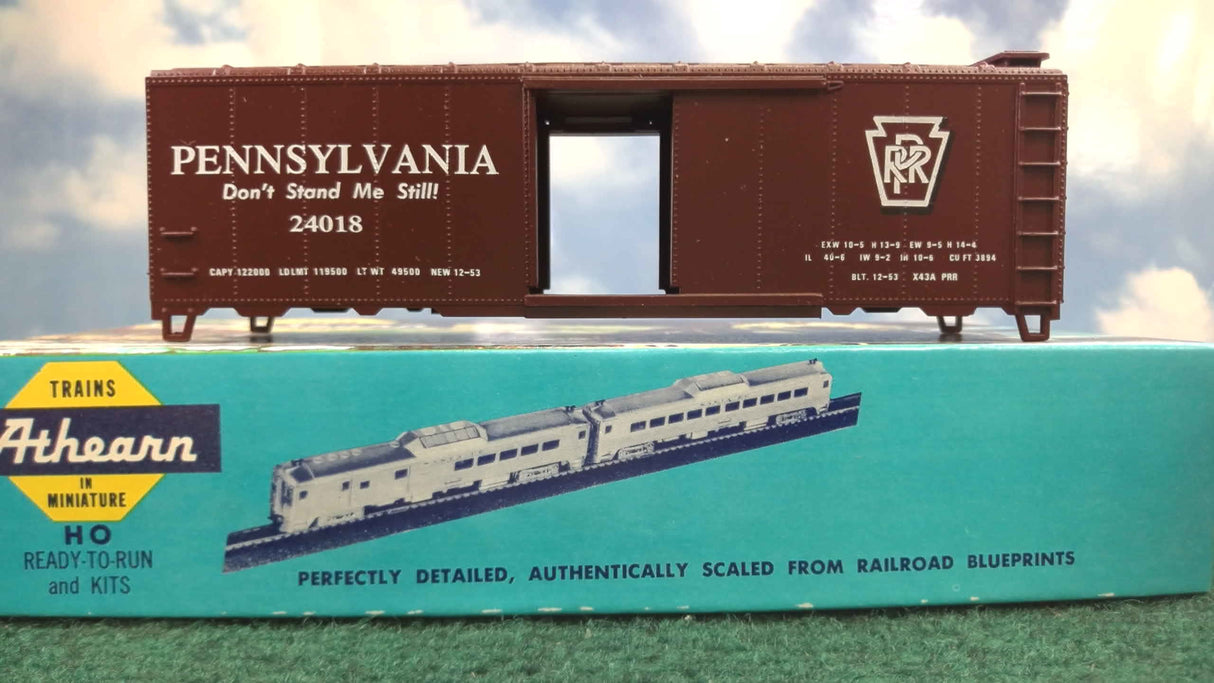 PENNSYLVANIA
Don't Stand Me Still!
24018
CAPY 122000 LDLMT 119500 LT WT 49500 NEW 12-53
PRR
EXW 10-5 H 13-9 EW 9-5 H 14-4
IL 40-6 IW 9-2 IH 10-6 CU FT 3894
BLT. 12-53 X43A PRR
TRAINS
Athearn
IN
MINIATURE
HO
READY-TO-RUN
and KITS
PERFECTLY DETAILED, AUTHENTICALLY SCALED FROM RAILROAD BLUEPRINTS